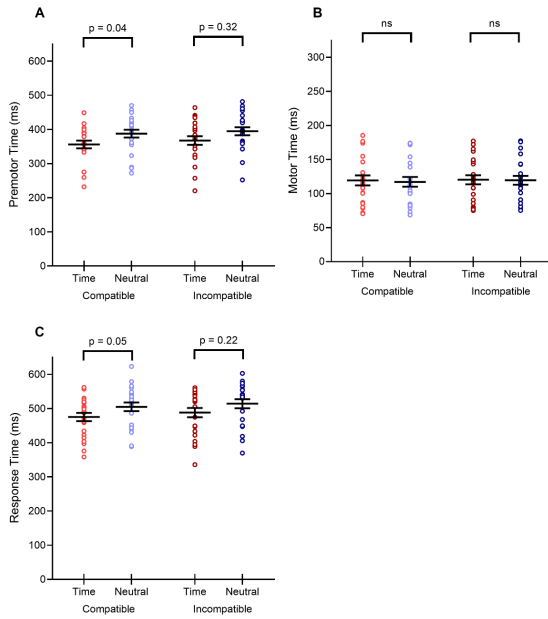 A
p = 0.04
p = 0.32
Premotor Time (ms)
600
500
400
300
200
100
0
Time
Neutral
Time
Neutral
Compatible
Incompatible
B
ns
ns
Motor Time (ms)
300
250
200
150
100
50
0
Time
Neutral
Time
Neutral
Compatible
Incompatible
C
p = 0.05
p = 0.22
Response Time (ms)
600
500
400
300
200
100
0
Time
Neutral
Time
Neutral
Compatible
Incompatible